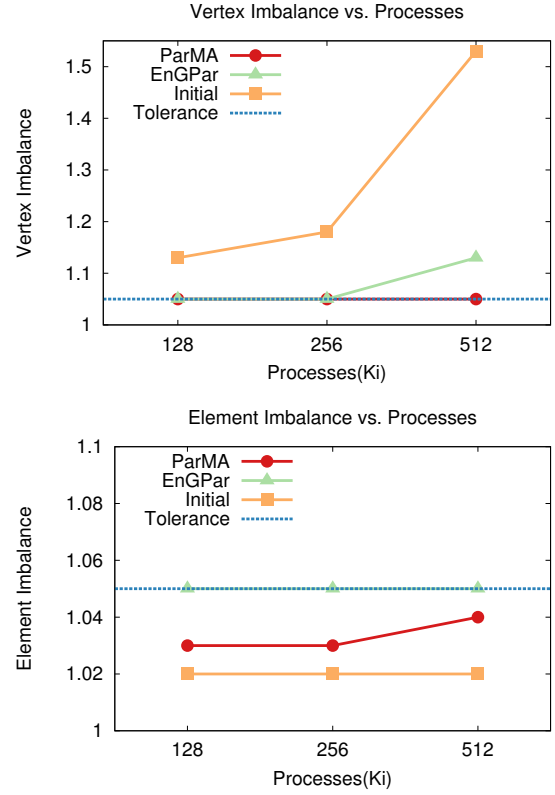 Vertex Imbalance vs. Processes
ParMA
EnGPar
Initial
Tolerance
1.5
1.4
1.3
1.2
1.1
1
Vertex Imbalance
128 256 512
Processes(Ki)
Element Imbalance vs. Processes
ParMA
EnGPar
Initial
Tolerance
1.1
1.08
1.06
1.04
1.02
1
Element Imbalance
128 256 512
Processes(Ki)